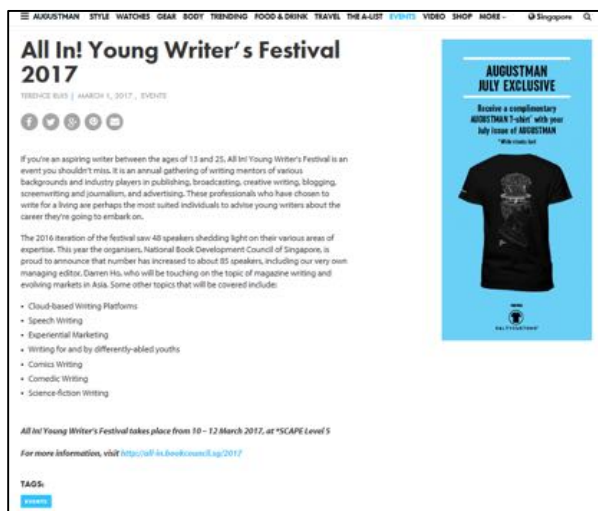 AUGUSTMAN STYLE WATCHES GEAR BODY TRENDING FOOD & DRINK TRAVEL THE A-LIST EVENTS VIDEO SHOP MORE Singapore
All In! Young Writer's Festival
2017
TERENCE RUIS | MARCH 1, 2017 , EVENTS
If you're an aspiring writer between the ages of 13 and 25, All In! Young Writer's Festival is an
event you shouldn't miss. It is an annual gathering of writing mentors of various
backgrounds and industry players in publishing, broadcasting, creative writing, blogging,
screenwriting and journalism, and advertising. These professionals who have chosen to
write for a living are perhaps the most suited individuals to advise young writers about the
career they're going to embark on.
The 2016 iteration of the festival saw 48 speakers shedding light on their various areas of
expertise. This year the organisers, National Book Development Council of Singapore, is
proud to announce that number has increased to about 85 speakers, including our very own
managing editor, Darren Ho, who will be touching on the topic of magazine writing and
evolving markets in Asia. Some other topics that will be covered include:
• Cloud-based Writing Platforms
• Speech Writing
• Experiential Marketing
• Writing for and by differently-abled youths
• Comics Writing
• Comedic Writing
• Science-fiction Writing
All In! Young Writer's Festival takes place from 10 – 12 March 2017, at *SCAPE Level 5
For more information, visit http://all-in.bookcouncil.sg/2017
TAGS:
EVENTS
AUGUSTMAN
JULY EXCLUSIVE
Receive a complimentary
AUGUSTMAN T-shirt* with your
July issue of AUGUSTMAN
*While stocks last